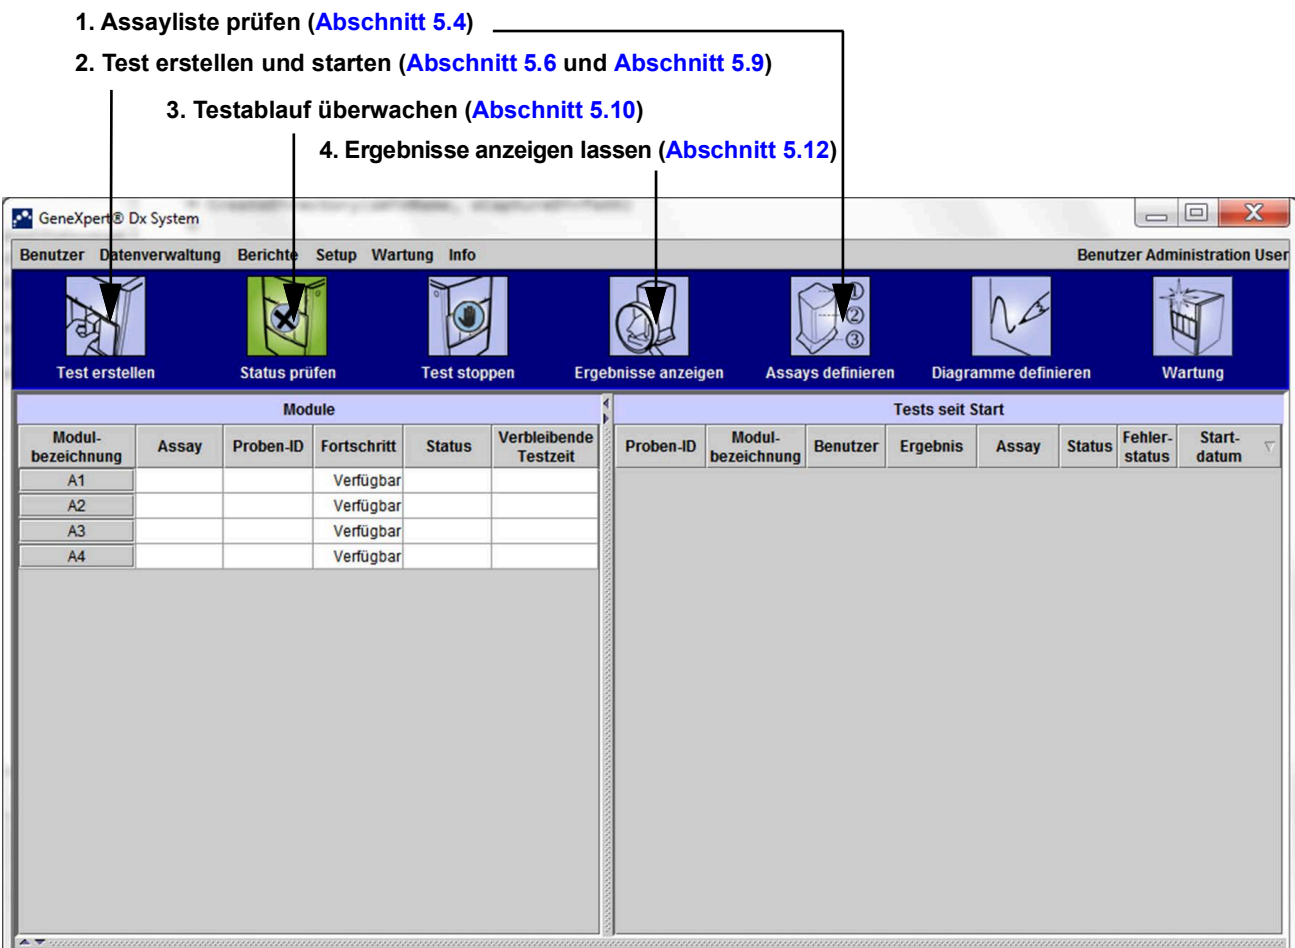 1. Assayliste prüfen (Abschnitt 5.4)
2. Test erstellen und starten (Abschnitt 5.6 und Abschnitt 5.9)
3. Testablauf überwachen (Abschnitt 5.10)
4. Ergebnisse anzeigen lassen (Abschnitt 5.12)
GeneXpert® Dx System
Benutzer Datenverwaltung Berichte Setup Wartung Info Benutzer Administration User
1
2
3
Test erstellen Status prüfen Test stoppen Ergebnisse anzeigen Assays definieren Diagramme definieren Wartung
Module Tests seit Start
Modul-
bezeichnung Assay Proben-ID Fortschritt Status Verbleibende
Testzeit
Proben-ID Modul-
bezeichnung Benutzer Ergebnis Assay Status Fehler-
status Start-
datum
A1 Verfügbar
A2 Verfügbar
A3 Verfügbar
A4 Verfügbar